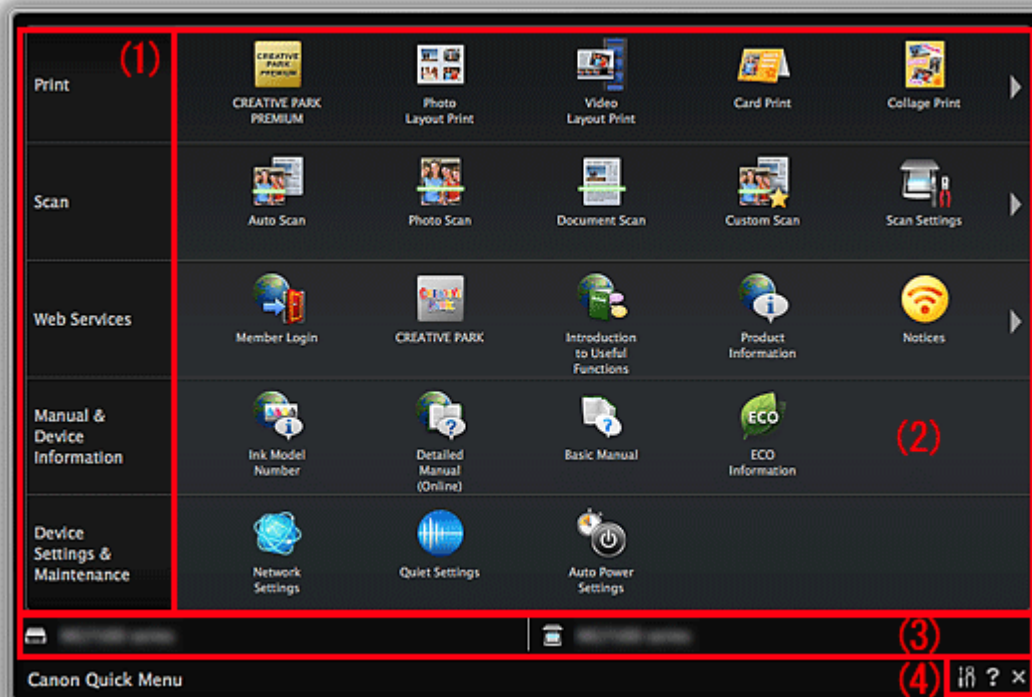 (1)
Print
CREATIVE
PARK
PREMIUM
CREATIVE PARK
PREMIUM
Photo
Layout Print
Video
Layout Print
Card Print
Collage Print
Scan
Auto Scan
Photo Scan
Document Scan
Custom Scan
Scan Settings
Web Services
Member Login
CREATIVE PARK
Introduction
to Useful
Functions
Product
Information
Notices
Manual &
Device
Information
Ink Model
Number
Detailed
Manual
(Online)
Basic Manual
ECO
ECO
Information
(2)
Device
Settings &
Maintenance
Network
Settings
Quiet Settings
Auto Power
Settings
(3)
Canon Quick Menu
(4)
? ×